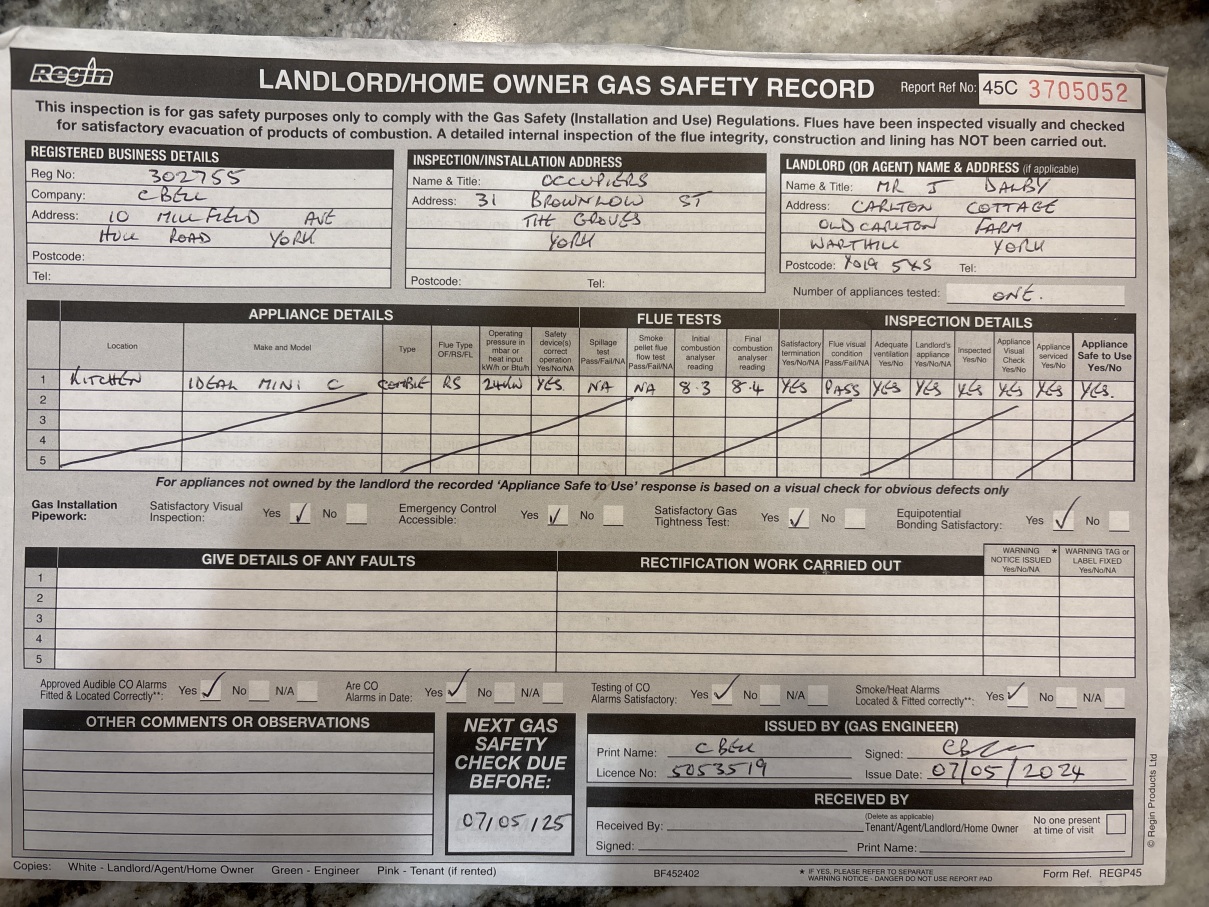 Regin
LANDLORD/HOME OWNER GAS SAFETY RECORD
Report Ref No: 45C 3705052
This inspection is for gas safety purposes only to comply with the Gas Safety (Installation and Use) Regulations. Flues have been inspected visually and checked
for satisfactory evacuation of products of combustion. A detailed internal inspection of the flue integrity, construction and lining has NOT been carried out.
REGISTERED BUSINESS DETAILS
Reg No: 302755
Company: C BELL
Address: 10 MILLFIELD AVE
HULL ROAD YORK
Postcode:
Tel:
INSPECTION/INSTALLATION ADDRESS
Name & Title: OCCUPIERS
Address: 31 BROWNLOW ST
THE GROVES
YORK
Postcode: Tel:
LANDLORD (OR AGENT) NAME & ADDRESS (if applicable)
Name & Title: MR J DALBY
Address: CARLTON COTTAGE
OLD CARLTON FARM
WARTHILL YORK
Postcode: YO19 5XS Tel:
Number of appliances tested: ONE.
APPLIANCE DETAILS FLUE TESTS INSPECTION DETAILS
Location
Make and Model
Type
Flue Type
OF/RS/FL
Operating
pressure in
mbar or
heat input
kW/h or Btu/h
Safety
device(s)
correct
operation
Yes/No/NA
Spillage
test
Pass/Fail/NA
Smoke
pellet flue
flow test
Pass/Fail/NA
Initial
combustion
analyser
reading
Final
combustion
analyser
reading
Satisfactory
termination
Yes/No/NA
Flue visual
condition
Pass/Fail/NA
Adequate
ventilation
Yes/No
Landlord's
appliance
Yes/No/NA
Inspected
Yes/No
Appliance
Visual
Check
Yes/No
Appliance
serviced
Yes/No
Appliance
Safe to Use
Yes/No
1 KITCHEN IDEAL MINI C COMBIE RS 24KW YES NA NA 8.3 8.4 YES PASS YES YES YES YES YES YES.
2
3
4
5
For appliances not owned by the landlord the recorded 'Appliance Safe to Use' response is based on a visual check for obvious defects only
Gas Installation
Pipework:
Satisfactory Visual
Inspection: Yes ✓ No
Emergency Control
Accessible: Yes ✓ No
Satisfactory Gas
Tightness Test: Yes ✓ No
Equipotential
Bonding Satisfactory: Yes ✓ No
GIVE DETAILS OF ANY FAULTS
RECTIFICATION WORK CARRIED OUT
WARNING *
NOTICE ISSUED
Yes/No/NA
WARNING TAG or
LABEL FIXED
Yes/No/NA
1
2
3
4
5
Approved Audible CO Alarms
Fitted & Located Correctly**: Yes ✓ No N/A
Are CO
Alarms in Date: Yes ✓ No N/A
Testing of CO
Alarms Satisfactory: Yes ✓ No N/A
Smoke/Heat Alarms
Located & Fitted correctly**: Yes ✓ No N/A
OTHER COMMENTS OR OBSERVATIONS
NEXT GAS
SAFETY
CHECK DUE
BEFORE:
07/05/25
ISSUED BY (GAS ENGINEER)
Print Name: C BELL Signed: C Bell
Licence No: 5053519 Issue Date: 07/05/2024
RECEIVED BY
Received By:
(Delete as applicable)
Tenant/Agent/Landlord/Home Owner
No one present
at time of visit
Signed: Print Name:
© Regin Products Ltd
Copies: White - Landlord/Agent/Home Owner Green - Engineer Pink - Tenant (if rented)
BF452402
* IF YES, PLEASE REFER TO SEPARATE
WARNING NOTICE - DANGER DO NOT USE REPORT PAD
Form Ref. REGP45